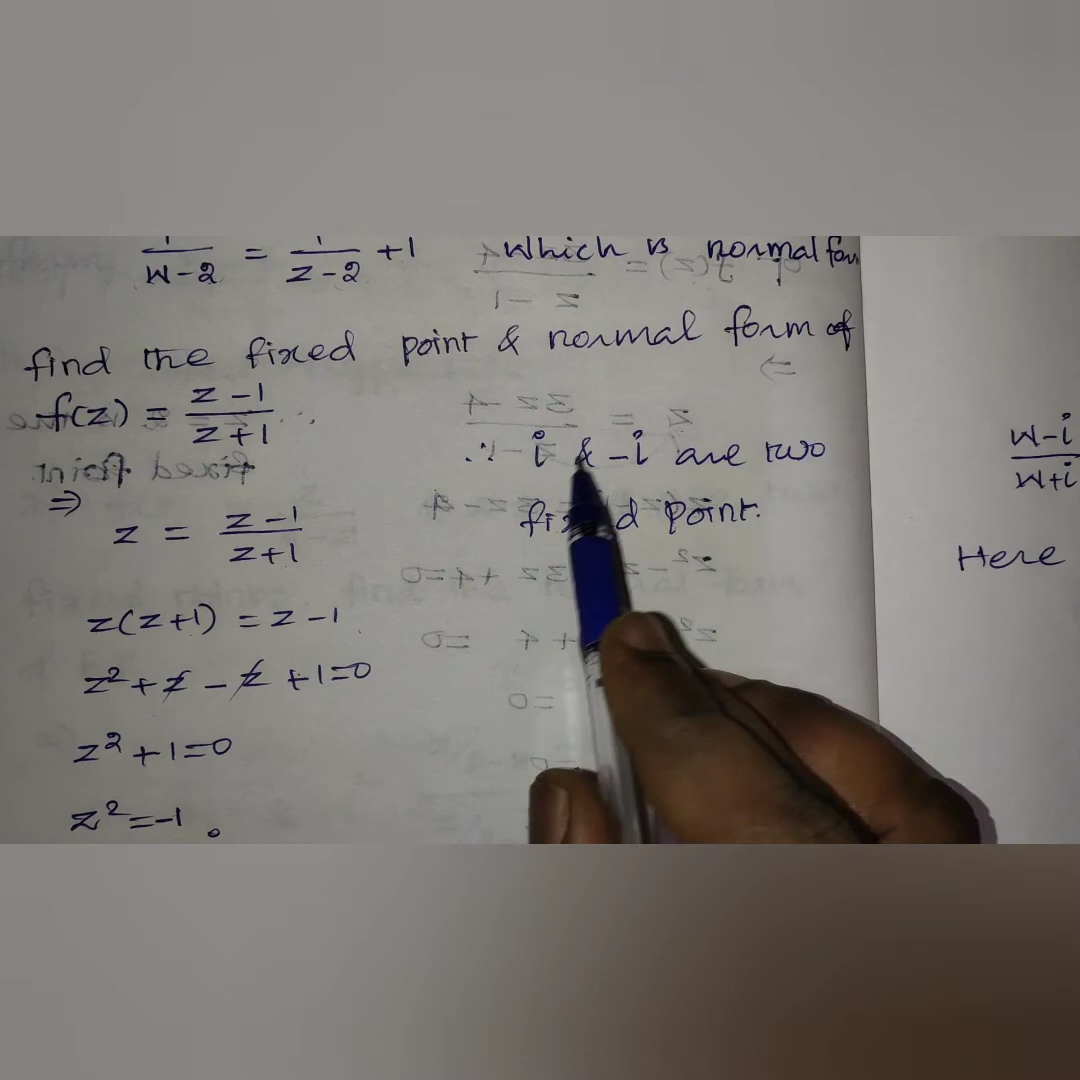 1/(w-2) = 1/(z-2) + 1 which is normal
find the fixed point & normal form of
f(z) = (z-1)/(z+1)
⇒
z = (z-1)/(z+1)
z(z+1) = z-1
z² + z - z + 1=0
z² + 1=0
z² = -1
∴ i & -i are two
fixed point.
(w-i)/(w+i)
Here